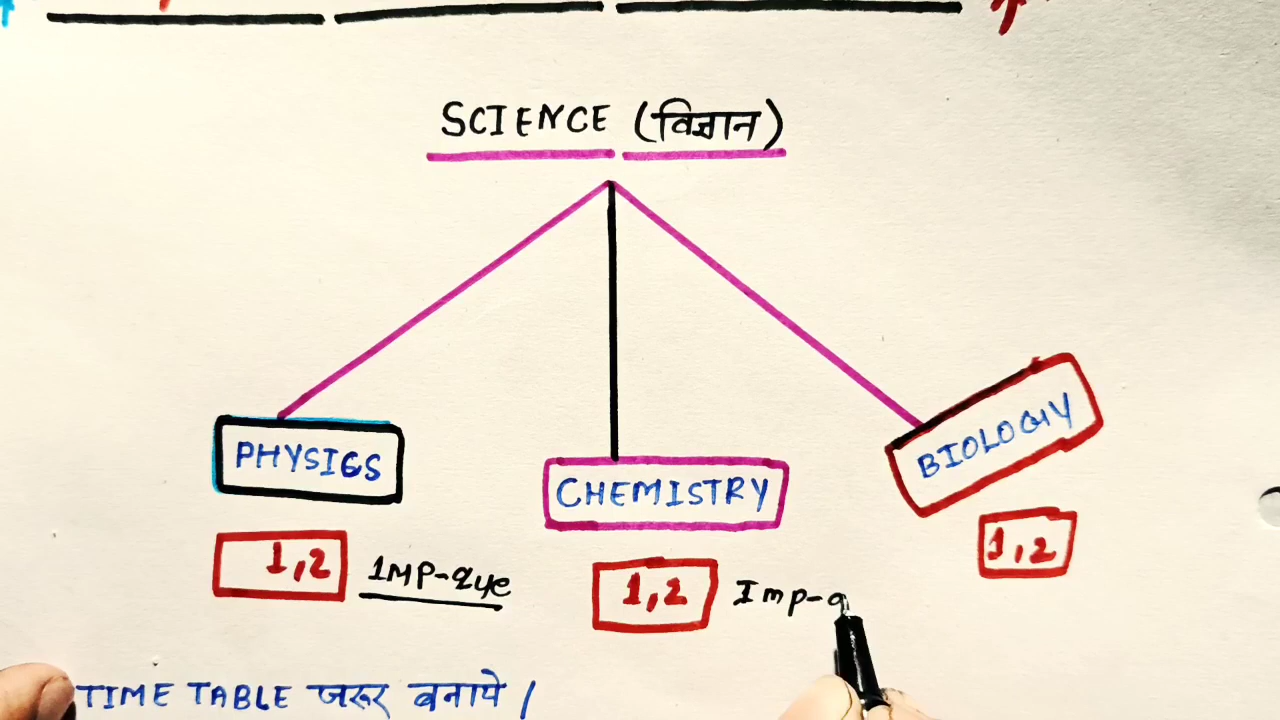 SCIENCE (विज्ञान)
PHYSICS
CHEMISTRY
BIOLOGY
1,2 IMP-que
1,2 Imp-q
1,2
TIME TABLE जरूर बनाये /